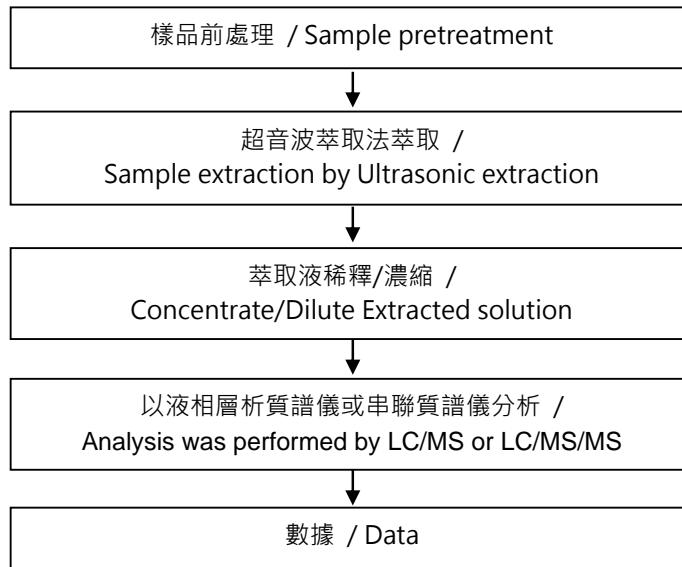 樣品前處理 / Sample pretreatment
超音波萃取法萃取 /
Sample extraction by Ultrasonic extraction
萃取液稀釋/濃縮 /
Concentrate/Dilute Extracted solution
以液相層析質譜儀或串聯質譜儀分析 /
Analysis was performed by LC/MS or LC/MS/MS
數據 / Data